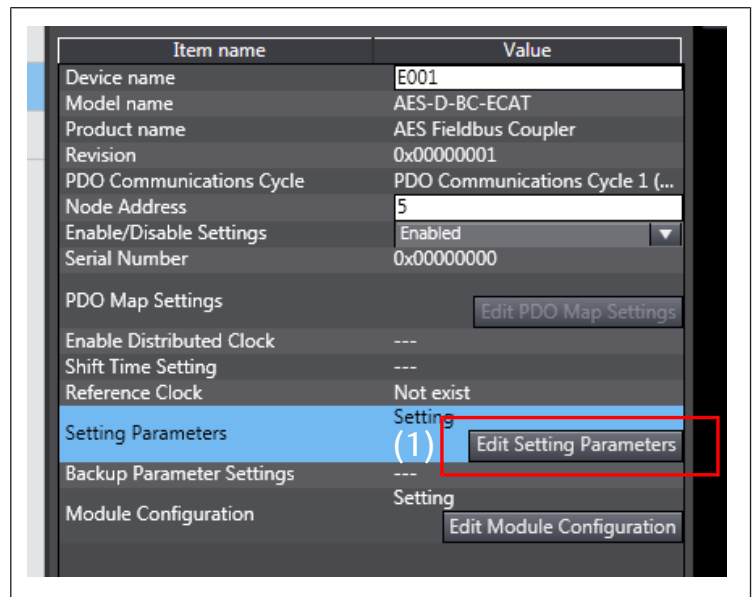 Item name Value
Device name E001
Model name AES-D-BC-ECAT
Product name AES Fieldbus Coupler
Revision 0x00000001
PDO Communications Cycle PDO Communications Cycle 1 (...
Node Address 5
Enable/Disable Settings Enabled
Serial Number 0x00000000
PDO Map Settings Edit PDO Map Settings
Enable Distributed Clock ---
Shift Time Setting ---
Reference Clock Not exist
Setting
Setting Parameters (1) Edit Setting Parameters
Backup Parameter Settings ---
Setting
Module Configuration Edit Module Configuration